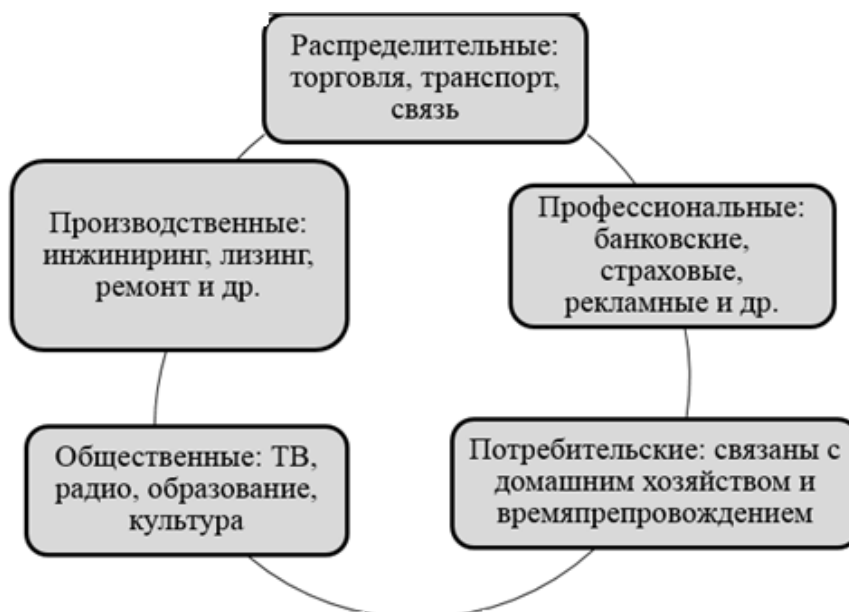 Распределительные:
торговля, транспорт,
связь
Производственные:
инжиниринг, лизинг,
ремонт и др.
Профессиональные:
банковские,
страховые,
рекламные и др.
Общественные: ТВ,
радио, образование,
культура
Потребительские: связаны с
домашним хозяйством и
времяпрепровождением